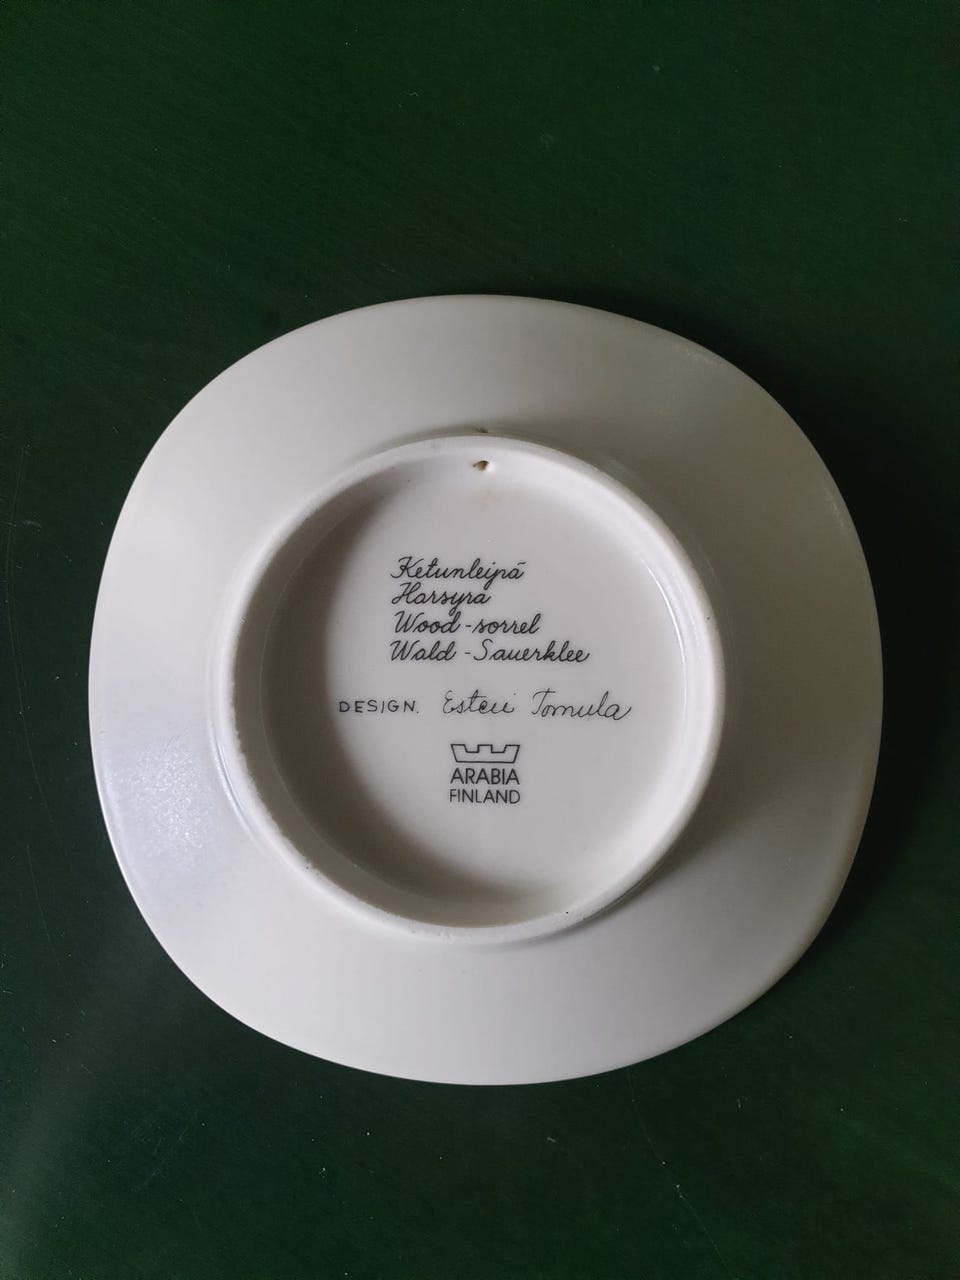 Ketunleipä
Harsyra
Wood-sorrel
Wald-Sauerklee
DESIGN. Esteri Tomula
ARABIA
FINLAND